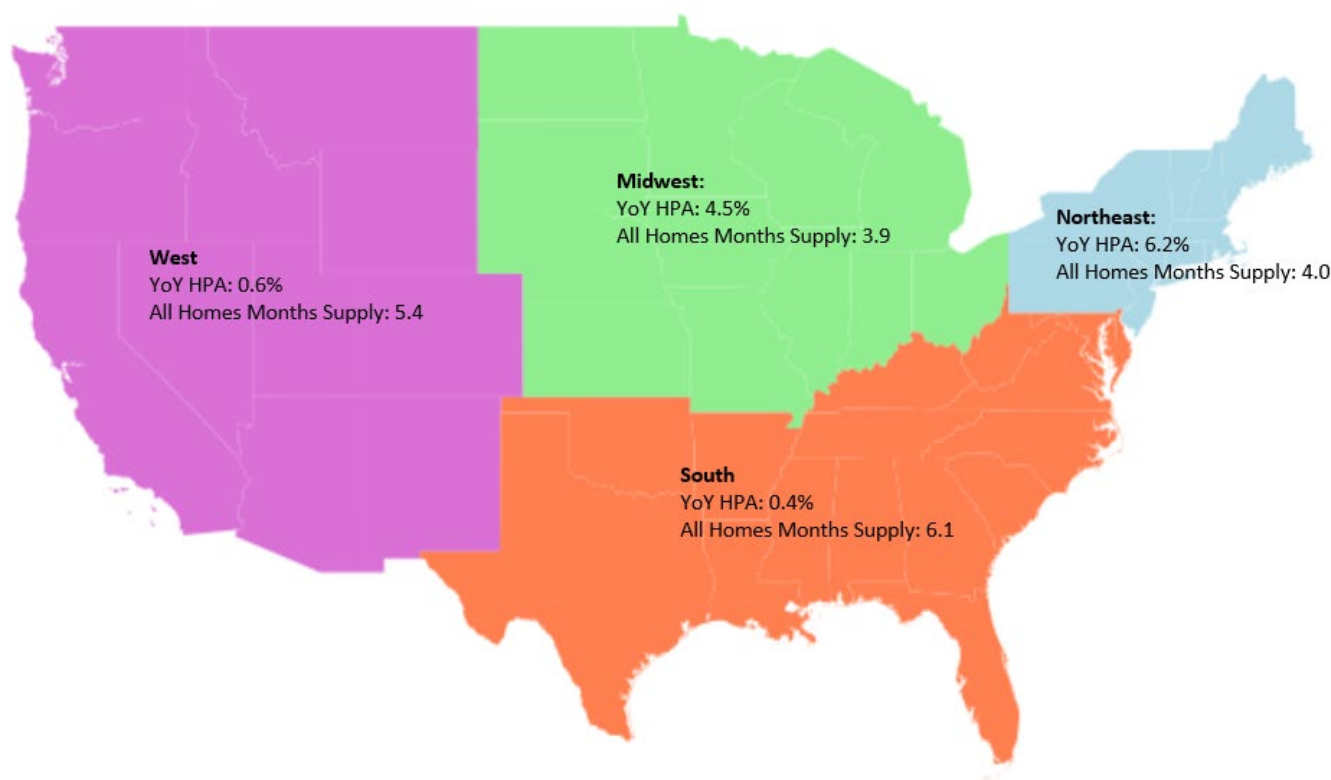 Midwest:
YoY HPA: 4.5%
All Homes Months Supply: 3.9
Northeast:
YoY HPA: 6.2%
All Homes Months Supply: 4.0
West
YoY HPA: 0.6%
All Homes Months Supply: 5.4
South
YoY HPA: 0.4%
All Homes Months Supply: 6.1